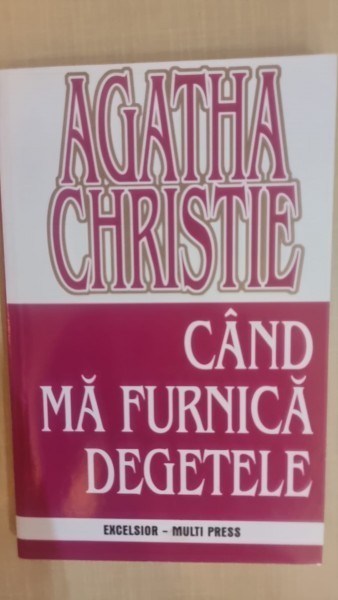 AGATHA
CHRISTIE
CÂND
MĂ FURNICĂ
DEGETELE
EXCELSIOR - MULTI PRESS